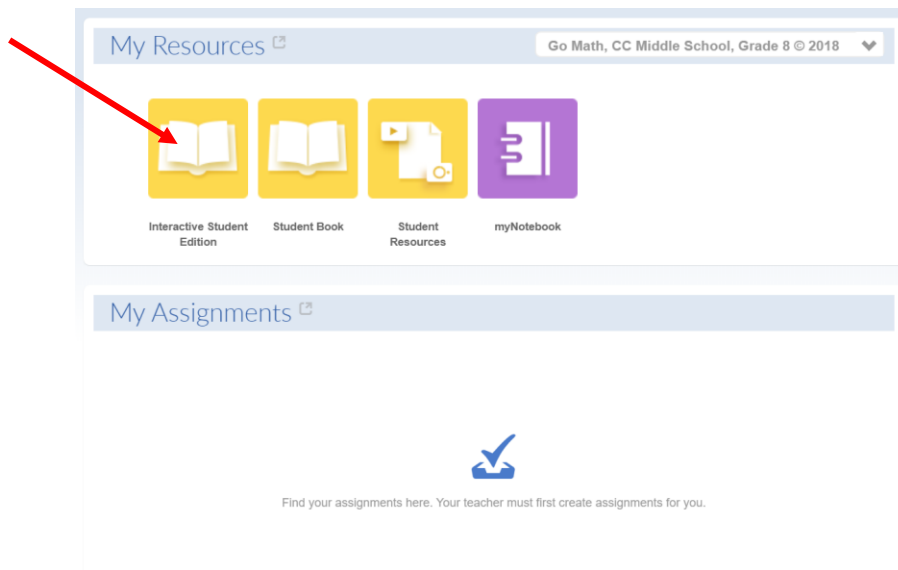 My Resources
Go Math, CC Middle School, Grade 8 © 2018
Interactive Student
Edition
Student Book
Student
Resources
myNotebook
My Assignments
Find your assignments here. Your teacher must first create assignments for you.